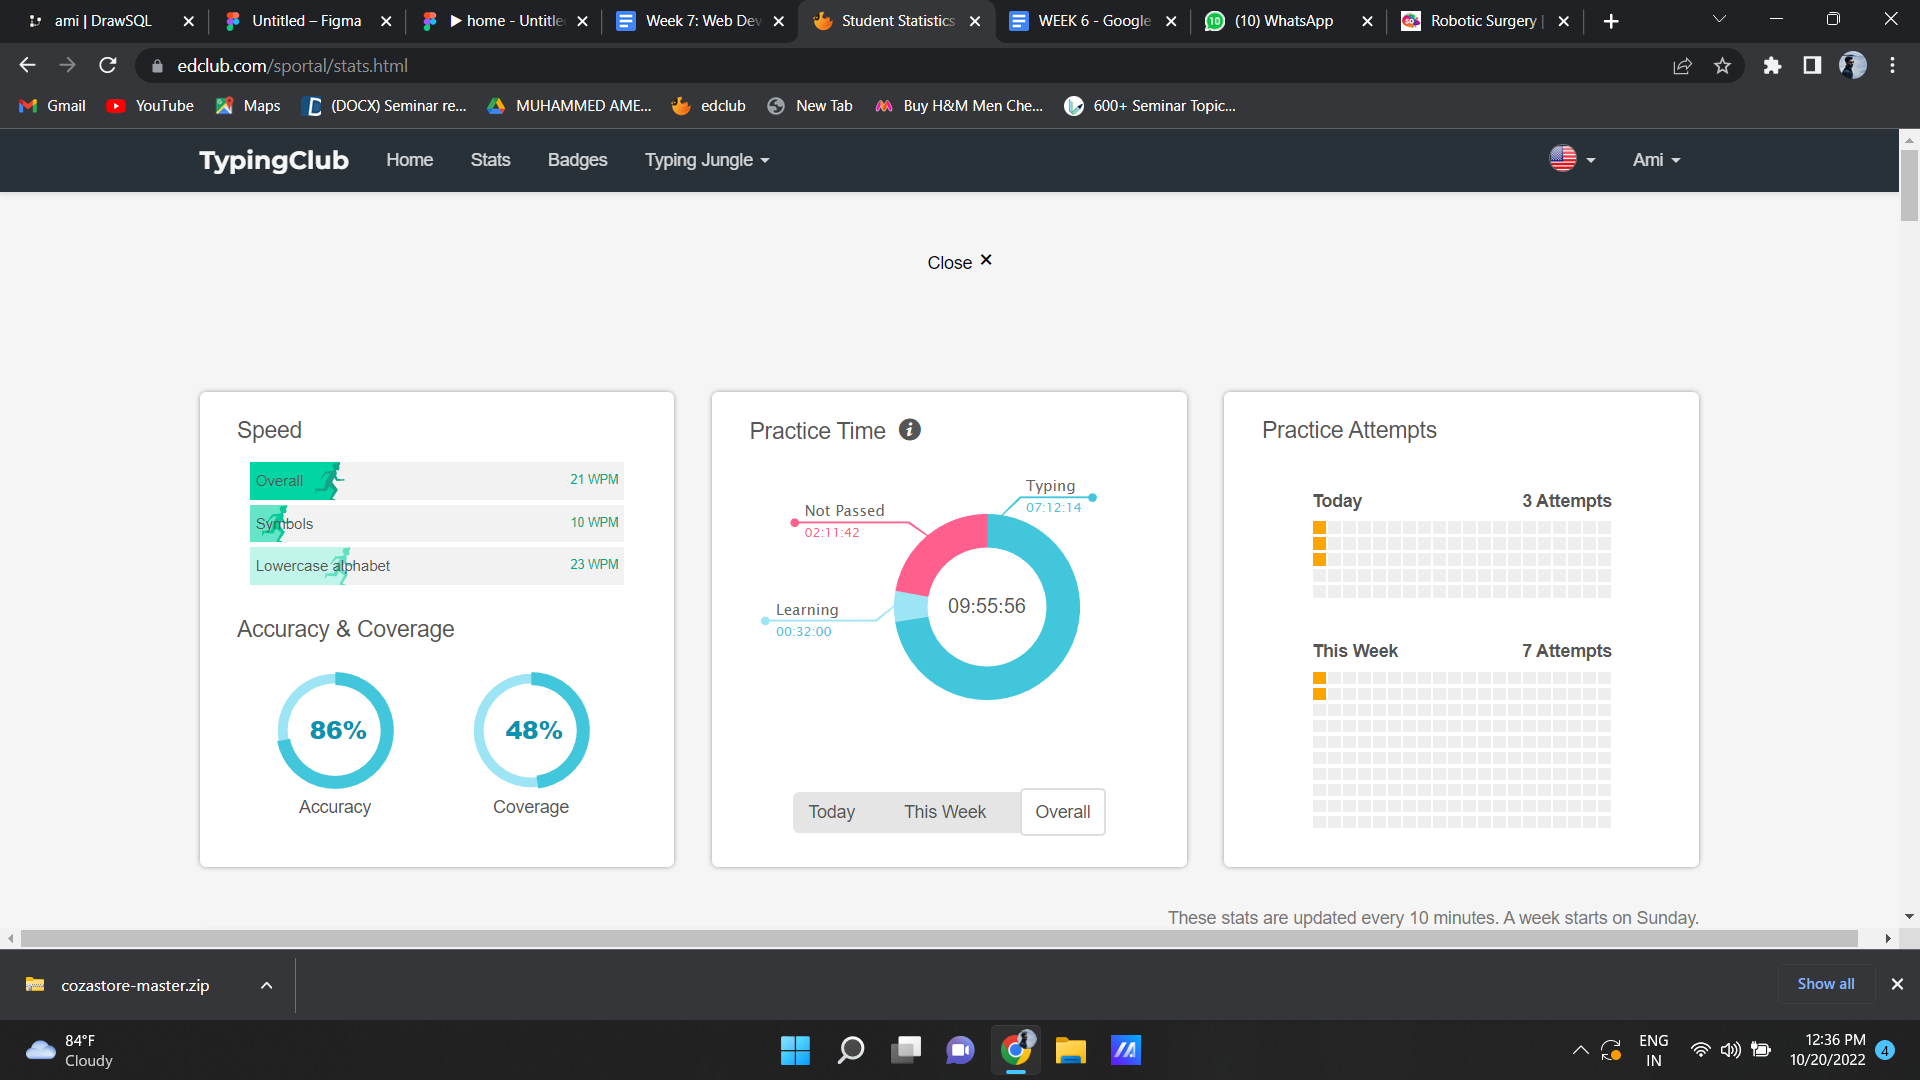 ami | DrawSQL
Untitled – Figma
▶ home - Untitle
Week 7: Web Dev
Student Statistics
WEEK 6 - Google
(10) WhatsApp
Robotic Surgery |
edclub.com/sportal/stats.html
Gmail
YouTube
Maps
(DOCX) Seminar re...
MUHAMMED AME...
edclub
New Tab
Buy H&M Men Che...
600+ Seminar Topic...
TypingClub
Home
Stats
Badges
Typing Jungle
Ami
Close ×
Speed
Overall 21 WPM
Symbols 10 WPM
Lowercase alphabet 23 WPM
Accuracy & Coverage
86%
Accuracy
48%
Coverage
Practice Time
Typing
07:12:14
Not Passed
02:11:42
Learning
00:32:00
09:55:56
Today
This Week
Overall
Practice Attempts
Today 3 Attempts
This Week 7 Attempts
These stats are updated every 10 minutes. A week starts on Sunday.
cozastore-master.zip
Show all
84°F
Cloudy
ENG
IN
12:36 PM
10/20/2022
4